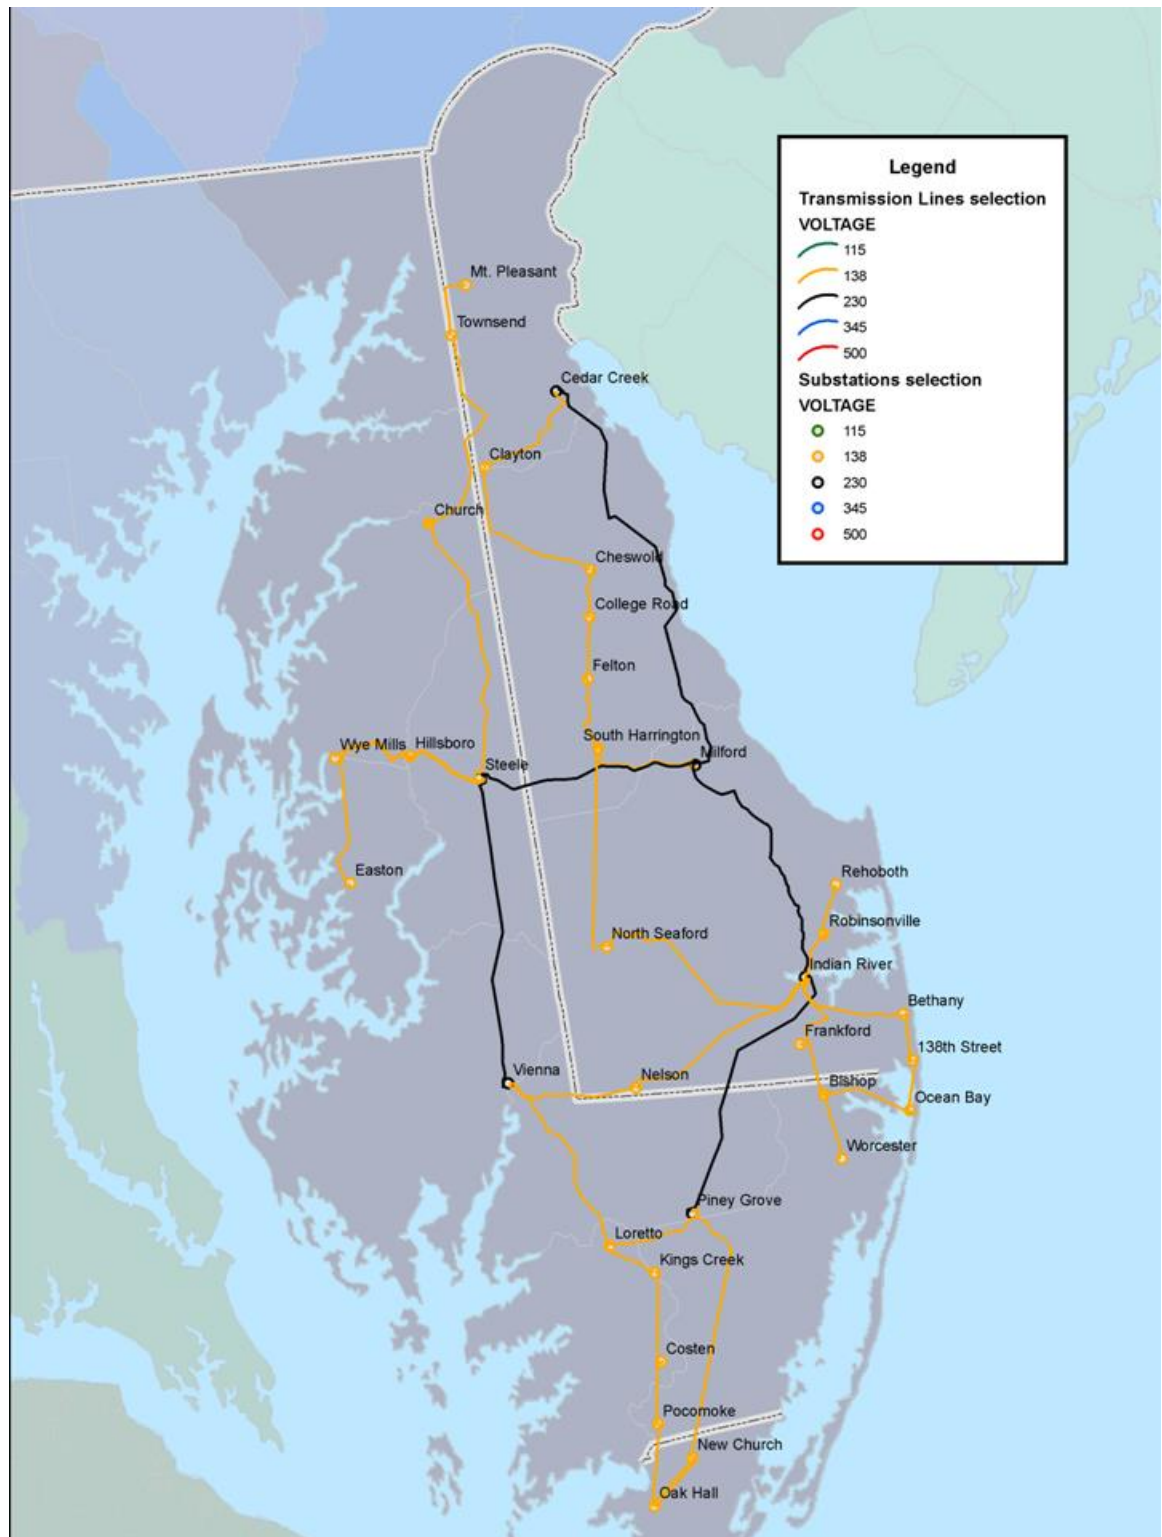 Legend
Transmission Lines selection
VOLTAGE
115
138
230
345
500
Substations selection
VOLTAGE
115
138
230
345
500
Mt. Pleasant
Townsend
Cedar Creek
Clayton
Church
Cheswold
College Road
Felton
South Harrington
Wye Mills
Hillsboro
Milford
Steele
Easton
Rehoboth
Robinsonville
North Seaford
Indian River
Bethany
Frankford
138th Street
Vienna
Nelson
Bishop
Ocean Bay
Worcester
Piney Grove
Loretto
Kings Creek
Costen
Pocomoke
New Church
Oak Hall